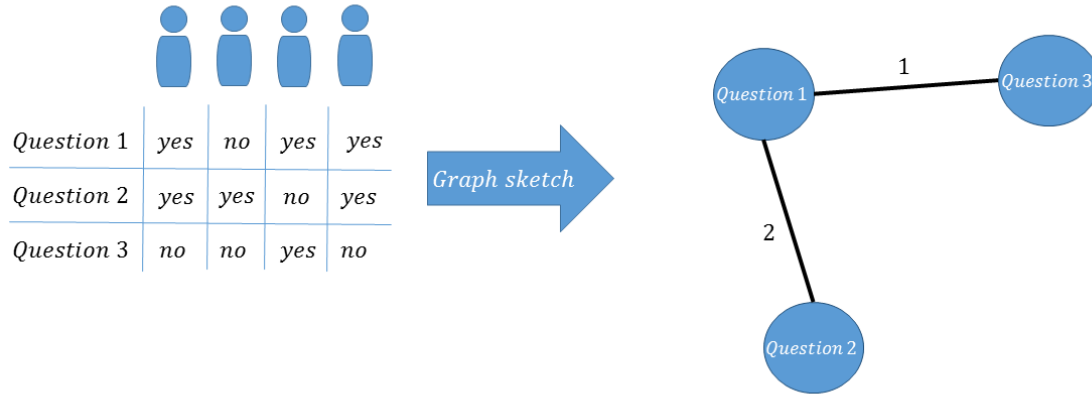 Question 1 yes no yes yes
Question 2 yes yes no yes
Question 3 no no yes no
Graph sketch
Question 1
1
Question 3
2
Question 2